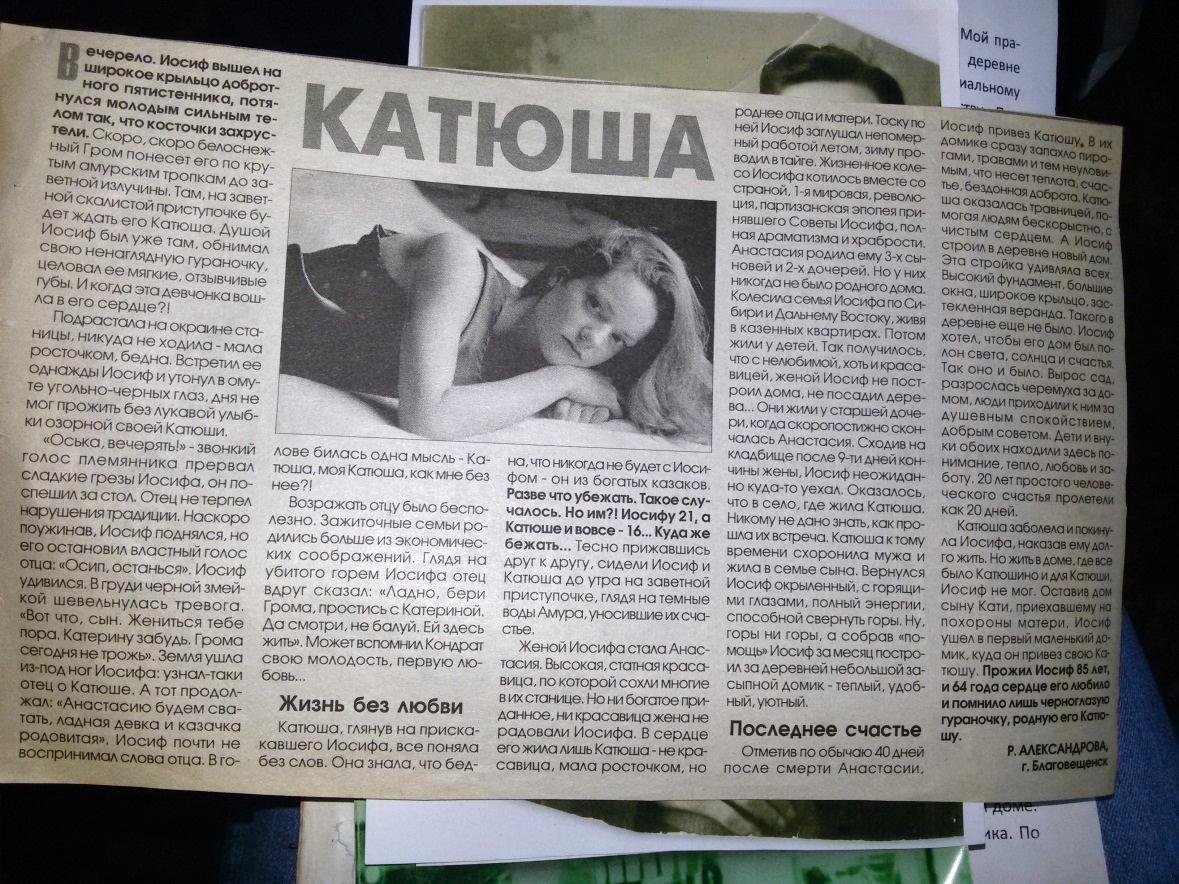 Вечерело. Иосиф вышел на
широкое крыльцо доброт-
ного пятистенника, потя-
нулся молодым сильным те-
лом так, что косточки захрус-
тели. Скоро, скоро белоснеж-
ный Гром понесет его по кру-
тым амурским тропкам до за-
ветной излучины. Там, на завет-
ной скалистой приступочке бу-
дет ждать его Катюша. Душой
Иосиф был уже там, обнимал
свою ненаглядную гураночку,
целовал ее мягкие, отзывчивые
губы. И когда эта девчонка вош-
ла в его сердце?!
Подрастала на окраине ста-
ницы, никуда не ходила - мала
росточком, бедна. Встретил ее
однажды Иосиф и утонул в ому-
те угольно-черных глаз, дня не
мог прожить без лукавой улыб-
ки озорной своей Катюши.
«Оська, вечерять!» - звонкий
голос племянника прервал
сладкие грезы Иосифа, он по-
спешил за стол. Отец не терпел
нарушения традиции. Наскоро
поужинав, Иосиф поднялся, но
его остановил властный голос
отца: «Осип, останься». Иосиф
удивился. В груди черной змей-
кой шевельнулась тревога.
«Вот что, сын. Жениться тебе
пора. Катерину забудь. Грома
сегодня не трожь». Земля ушла
из-под ног Иосифа: узнал-таки
отец о Катюше. А тот продол-
жал: «Анастасию будем сва-
тать, ладная девка и казачка
родовитая». Иосиф почти не
воспринимал слова отца. В го-
КАТЮША
лове билась одна мысль - Ка-
тюша, моя Катюша, как мне без
нее?!
Возражать отцу было беспо-
лезно. Зажиточные семьи ро-
дились больше из экономичес-
ких соображений. Глядя на
убитого горем Иосифа отец
вдруг сказал: «Ладно, бери
Грома, простись с Катериной.
Да смотри, не балуй. Ей здесь
жить». Может вспомнил Кондрат
свою молодость, первую лю-
бовь...
Жизнь без любви
Катюша, глянув на приска-
кавшего Иосифа, все поняла
без слов. Она знала, что бед-
на, что никогда не будет с Иоси-
фом - он из богатых казаков.
Разве что убежать. Такое слу-
чалось. Но им?! Иосифу 21, а
Катюше и вовсе - 16... Куда же
бежать... Тесно прижавшись
друг к другу, сидели Иосиф и
Катюша до утра на заветной
приступочке, глядя на темные
воды Амура, уносившие их сча-
стье.
Женой Иосифа стала Анас-
тасия. Высокая, статная краса-
вица, по которой сохли многие
в их станице. Но ни богатое при-
даное, ни красавица жена не
радовали Иосифа. В сердце
его жила лишь Катюша - не кра-
савица, мала росточком, но
роднее отца и матери. Тоску по
ней Иосиф заглушал непомер-
ный работой летом, зиму про-
водил в тайге. Жизненное коле-
со Иосифа котилось вместе со
страной, 1-я мировая, револю-
ция, партизанская эпопея при-
нявшего Советы Иосифа, пол-
ная драматизма и храбрости.
Анастасия родила ему 3-х сы-
новей и 2-х дочерей. Но у них
никогда не было родного дома.
Колесила семья Иосифа по Си-
бири и Дальнему Востоку, живя
в казенных квартирах. Потом
жили у детей. Так получилось,
что с нелюбимой, хоть и краса-
вицей, женой Иосиф не пост-
роил дома, не посадил дере-
ва... Они жили у старшей доче-
ри, когда скоропостижно скон-
чалась Анастасия. Сходив на
кладбище после 9-ти дней кон-
чины жены, Иосиф неожидан-
но куда-то уехал. Оказалось,
что в село, где жила Катюша.
Никому не дано знать, как про-
шла их встреча. Катюша к тому
времени схоронила мужа и
жила в семье сына. Вернулся
Иосиф окрыленный, с горящи-
ми глазами, полный энергии,
способной свернуть горы. Ну,
горы ни горы, а собрав «по-
мощь» Иосиф за месяц постро-
ил за деревней небольшой за-
сыпной домик - теплый, удоб-
ный, уютный.
Последнее счастье
Отметив по обычаю 40 дней
после смерти Анастасии,
Иосиф привез Катюшу. В их
домике сразу запахло пиро-
гами, травами и тем неулови-
мым, что несет теплота, счас-
тье, бездонная доброта. Катю-
ша оказалась травницей, по-
могая людям бескорыстно, с
чистым сердцем. А Иосиф
строил в деревне новый дом.
Эта стройка удивляла всех.
Высокий фундамент, большие
окна, широкое крыльцо, зас-
текленная веранда. Такого в
деревне еще не было. Иосиф
хотел, чтобы его дом был по-
лон света, солнца и счастья.
Так оно и было. Вырос сад,
разрослась черемуха за до-
мом, люди приходили к ним за
душевным спокойствием,
добрым советом. Дети и вну-
ки обоих находили здесь по-
нимание, тепло, любовь и за-
боту. 20 лет простого челове-
ческого счастья пролетели
как 20 дней.
Катюша заболела и покину-
ла Иосифа, наказав ему дол-
го жить. Но жить в доме, где все
было Катюшино и для Катюши,
Иосиф не мог. Оставив дом
сыну Кати, приехавшему на
похороны матери, Иосиф
ушел в первый маленький до-
мик, куда он привез свою Ка-
тюшу. Прожил Иосиф 85 лет,
и 64 года сердце его любило
и помнило лишь черноглазую
гураночку, родную его Катю-
шу.
Р. АЛЕКСАНДРОВА,
г. Благовещенск
Мой пра-
деревне
иальному
доме.
ика. По